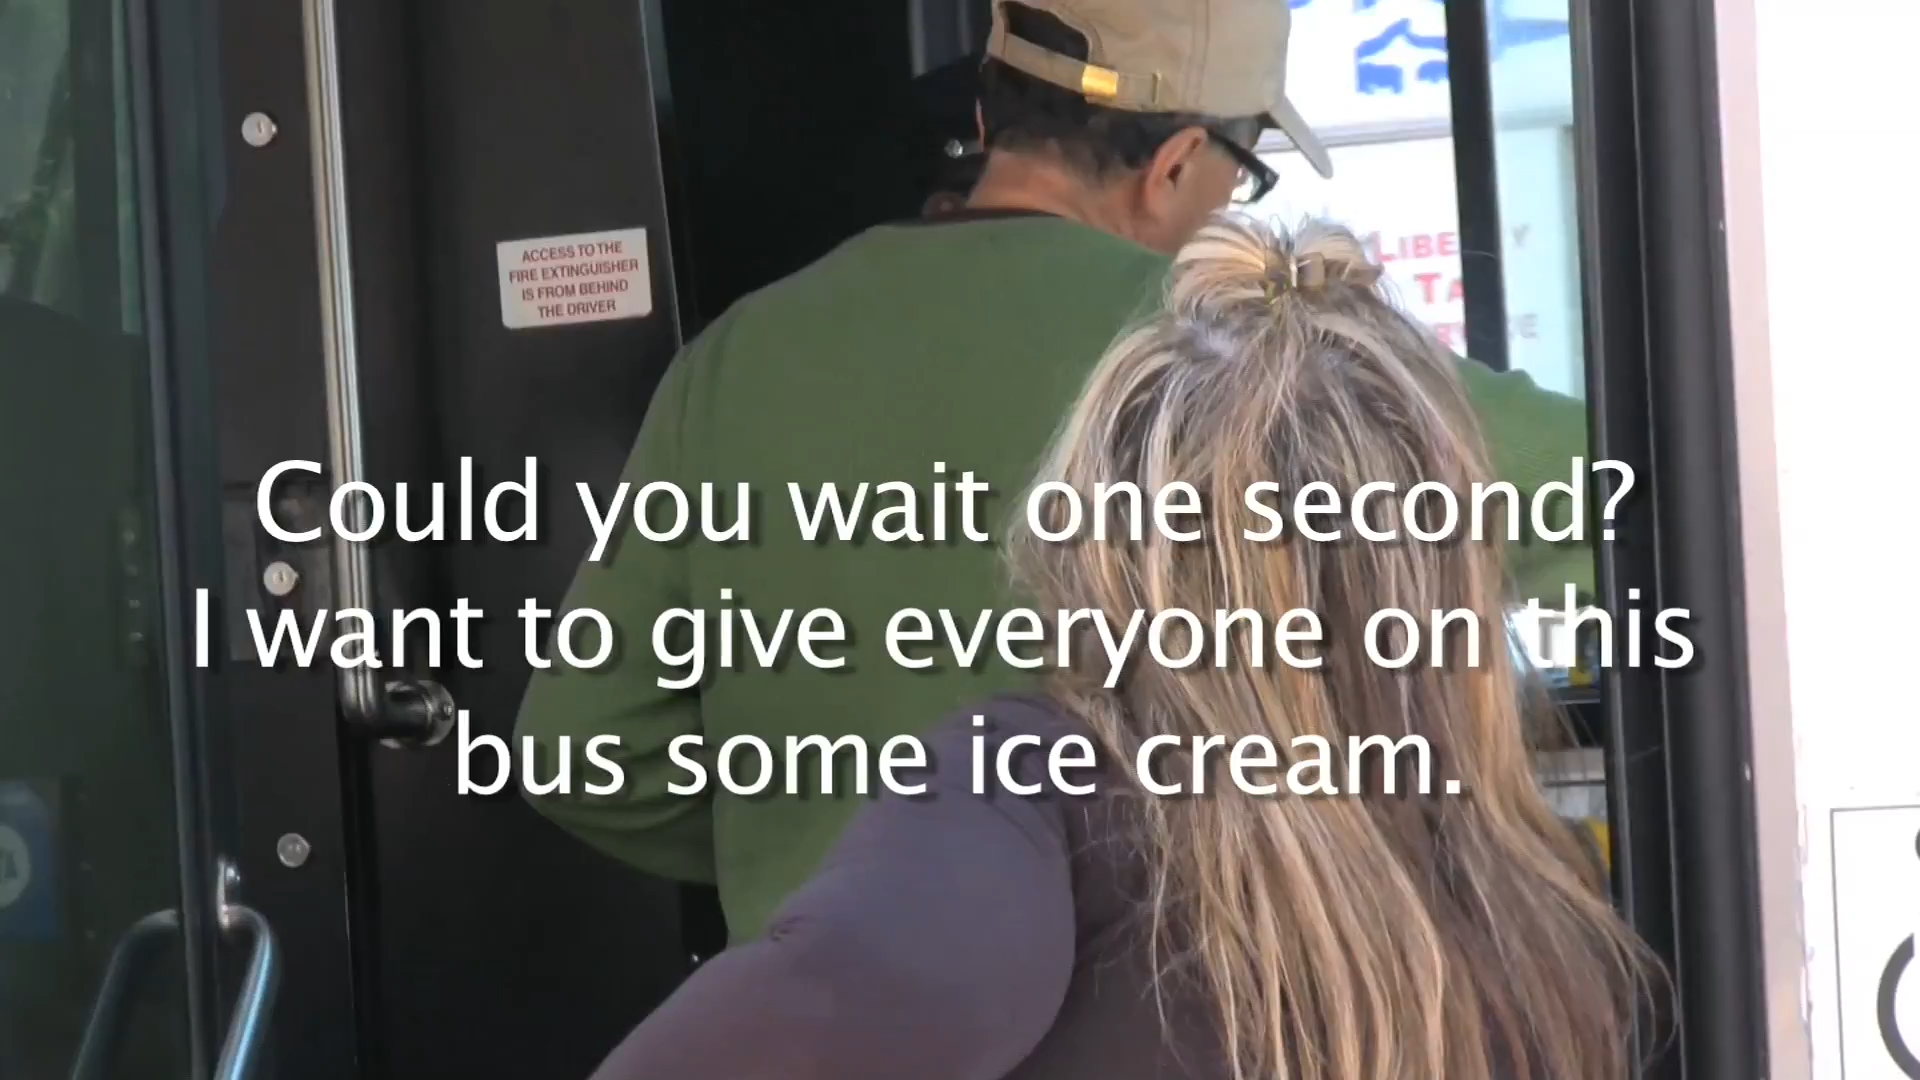 ACCESS TO THE
FIRE EXTINGUISHER
IS FROM BEHIND
THE DRIVER
Could you wait one second?
I want to give everyone on this
bus some ice cream.